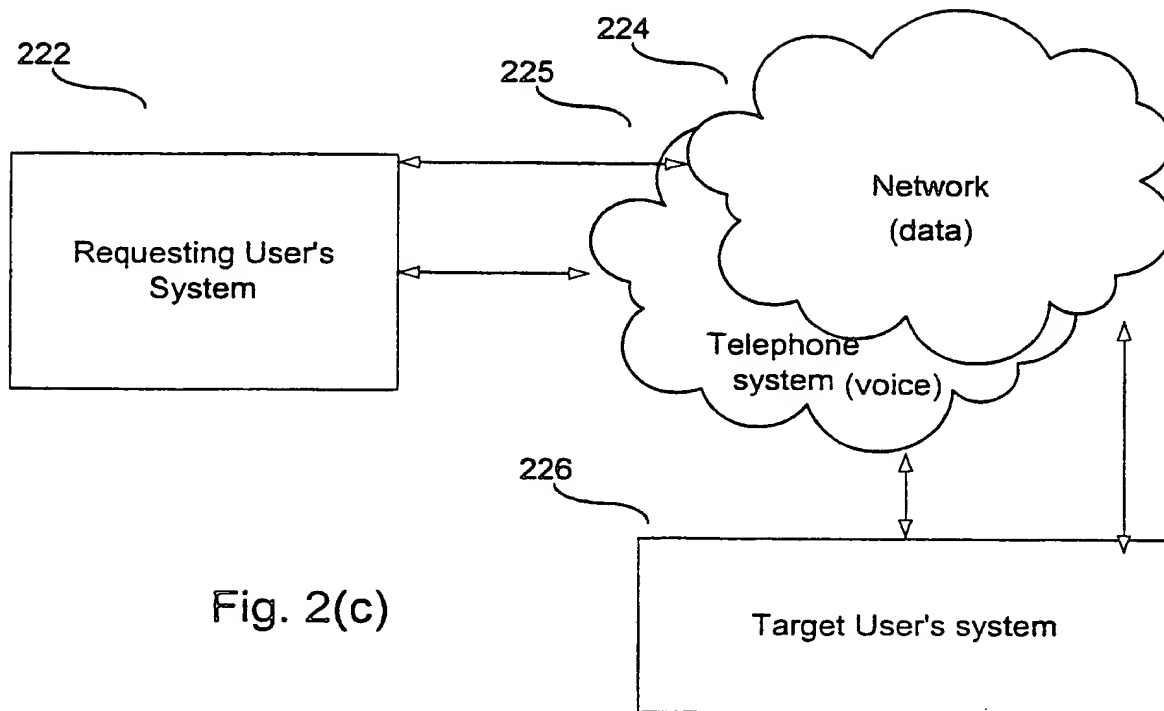 222
224
225
Requesting User's
System
Network
(data)
Telephone
system (voice)
226
Fig. 2(c)
Target User's system